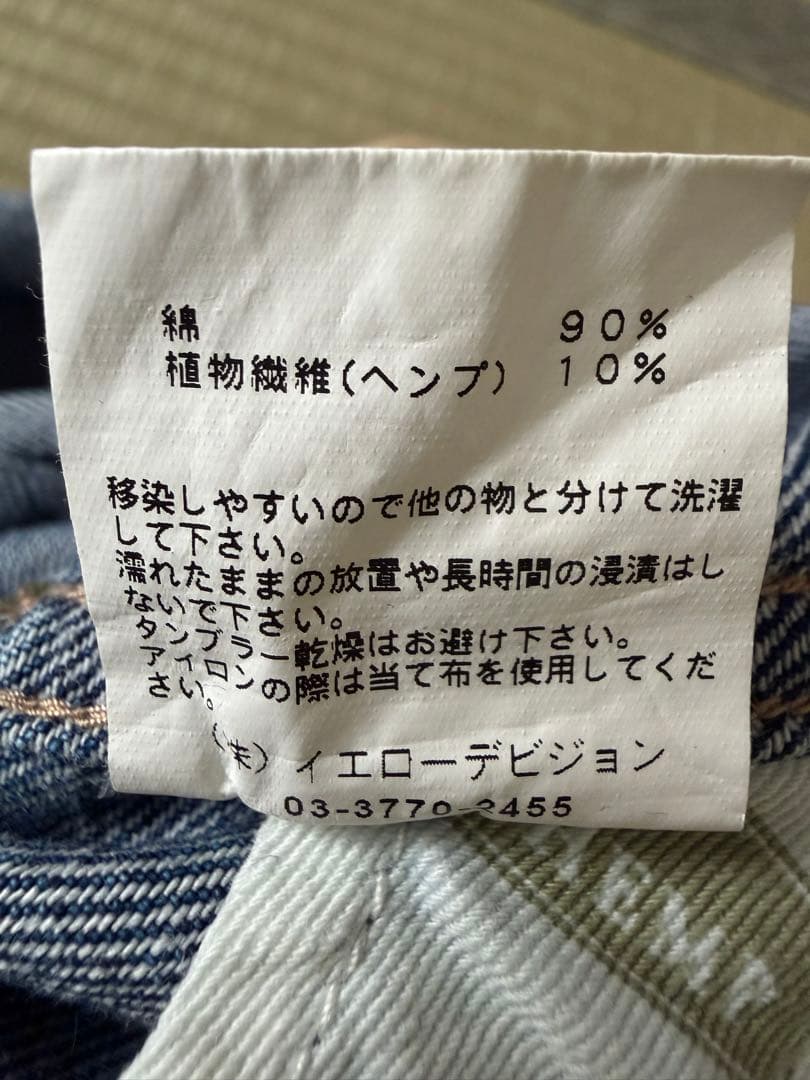 綿 90%
植物繊維(ヘンプ) 10%
移染しやすいので他の物と分けて洗濯
して下さい。
濡れたままの放置や長時間の浸漬はし
ないで下さい。
タンブラー乾燥はお避け下さい。
アイロンの際は当て布を使用してくだ
さい。
(株)イエローデビジョン
03-3770-2455